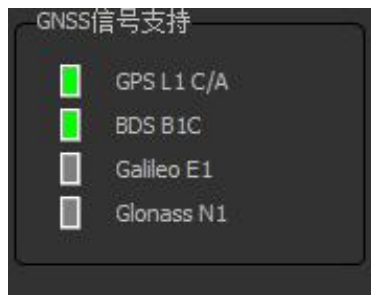 GNSS信号支持
GPS L1 C/A
BDS B1C
Galileo E1
Glonass N1